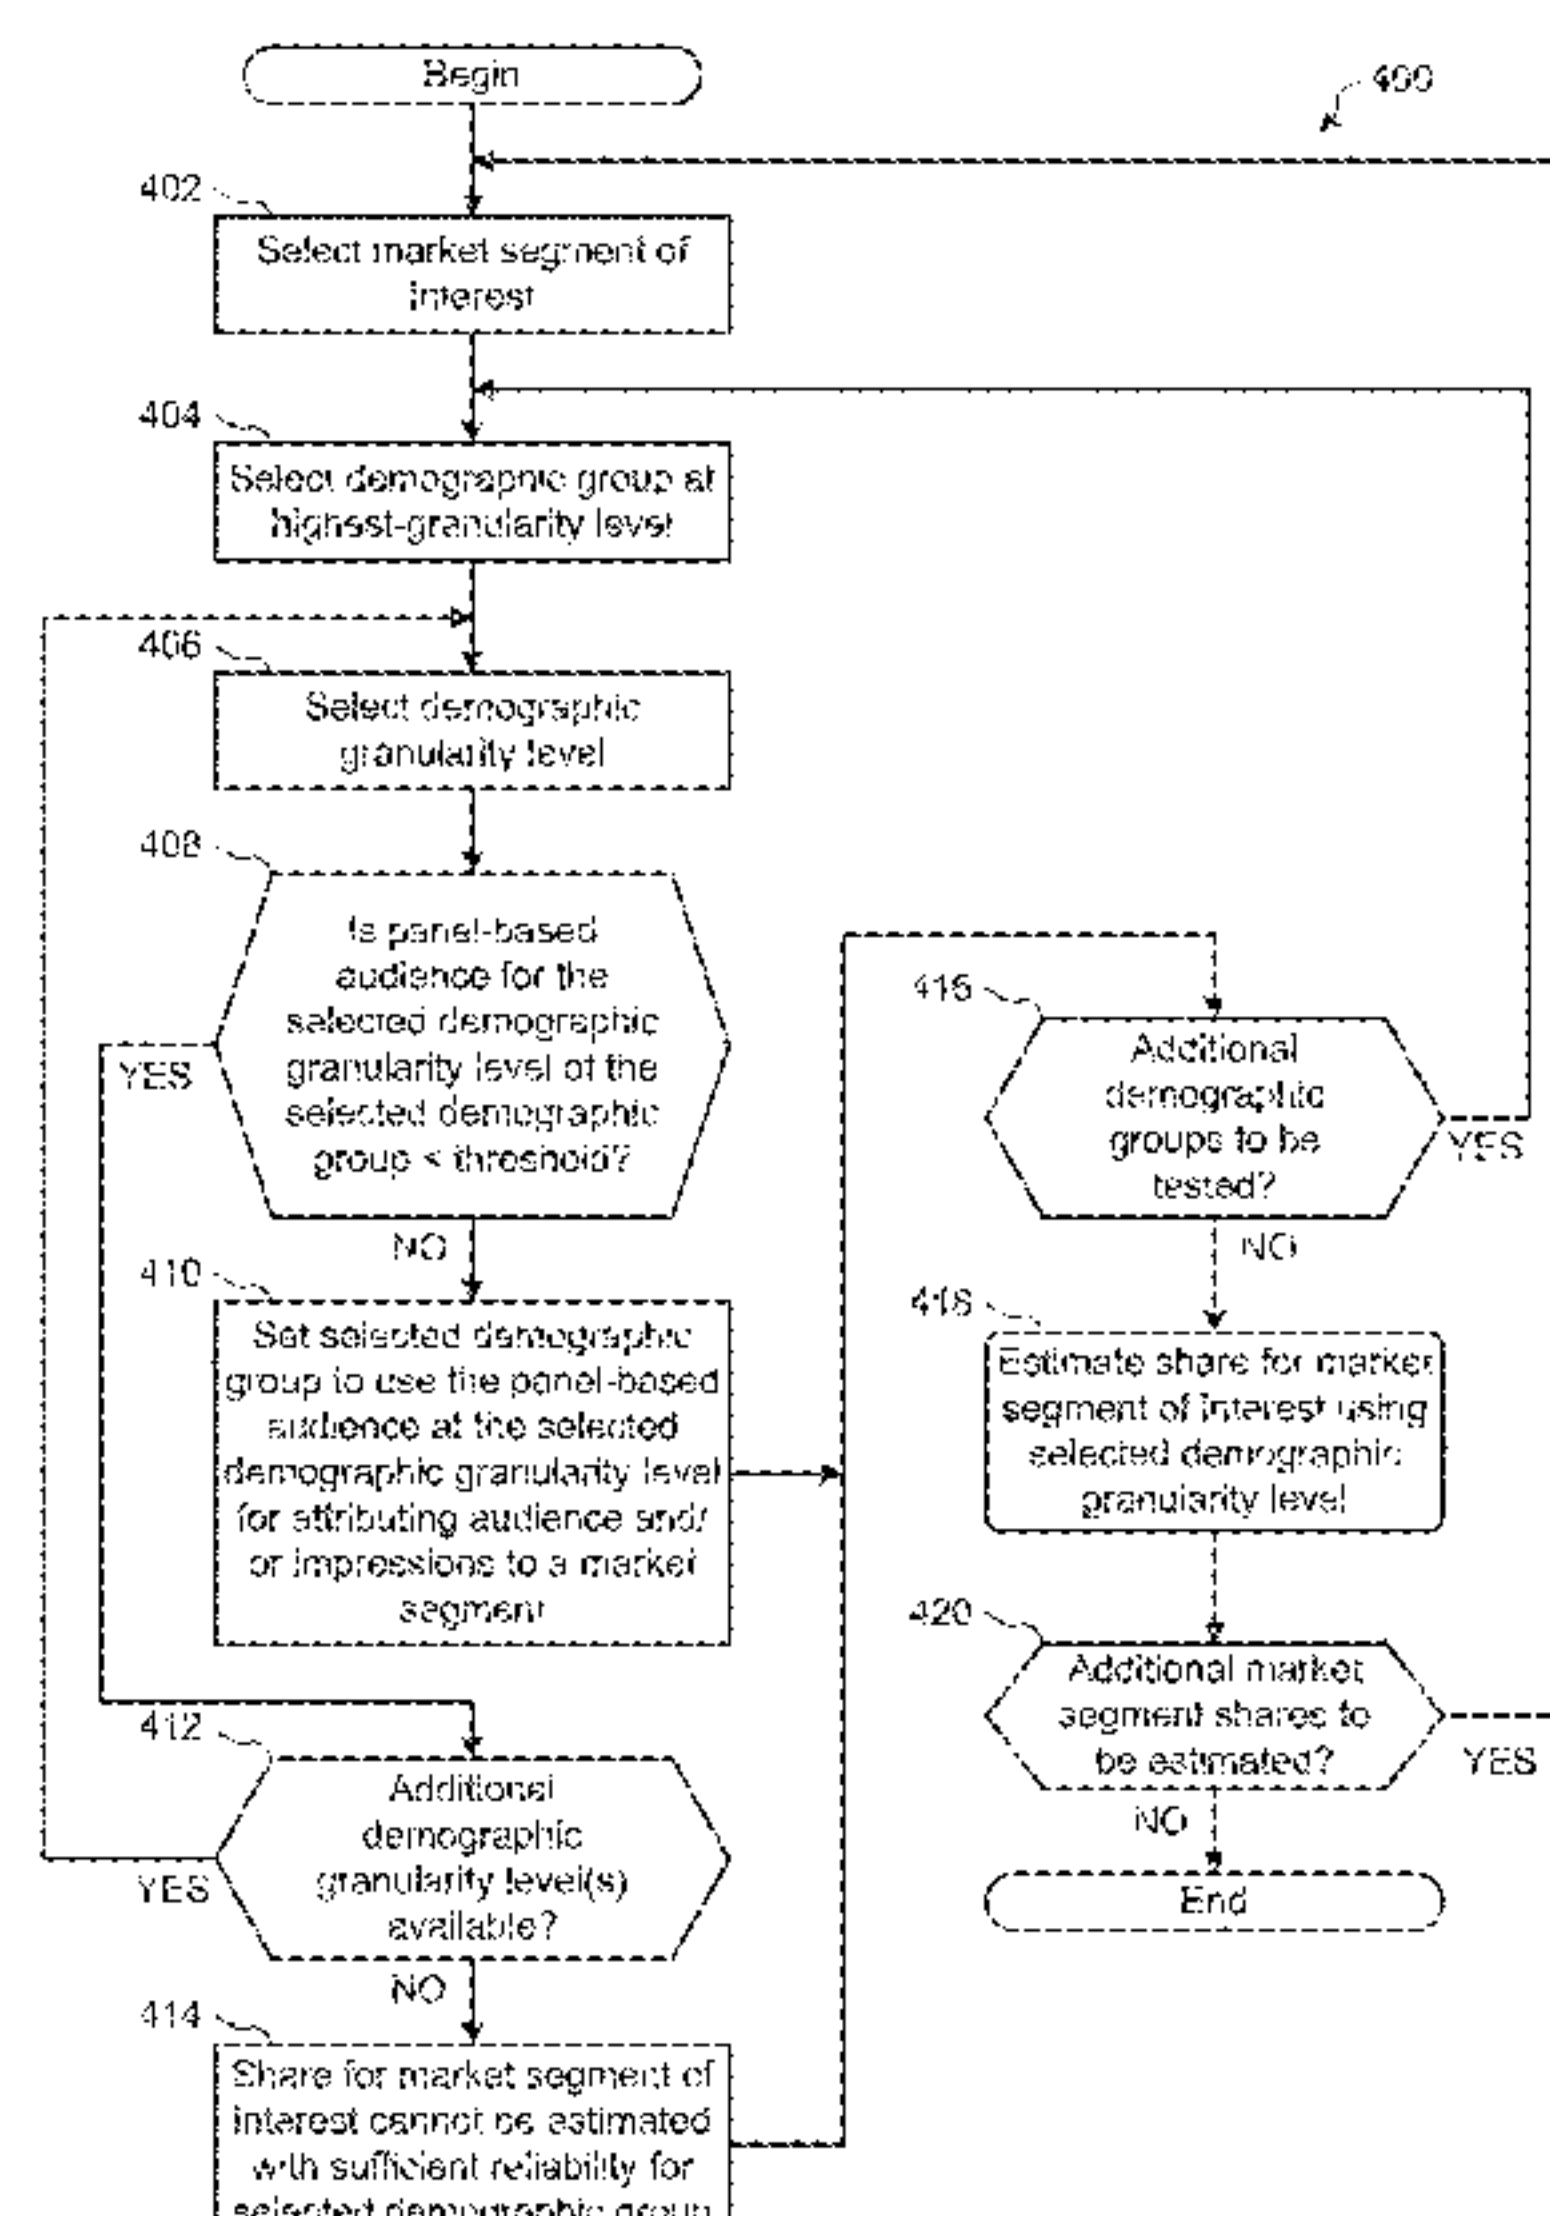 Begin
400
402
Select market segment of
interest
404
Select demographic group at
highest-granularity level
406
Select demographic
granularity level
408
Is panel-based
audience for the
selected demographic
granularity level of the
selected demographic
group < threshold?
YES
NO
410
Set selected demographic
group to use the panel-based
audience at the selected
demographic granularity level
for attributing audience and/
or impressions to a market
segment
412
Additional
demographic
granularity level(s)
available?
YES
NO
414
Share for market segment of
interest cannot be estimated
with sufficient reliability for
selected demographic group
416
Additional
demographic
groups to be
tested?
YES
NO
418
Estimate share for market
segment of interest using
selected demographic
granularity level
420
Additional market
segment shares to
be estimated?
YES
NO
End